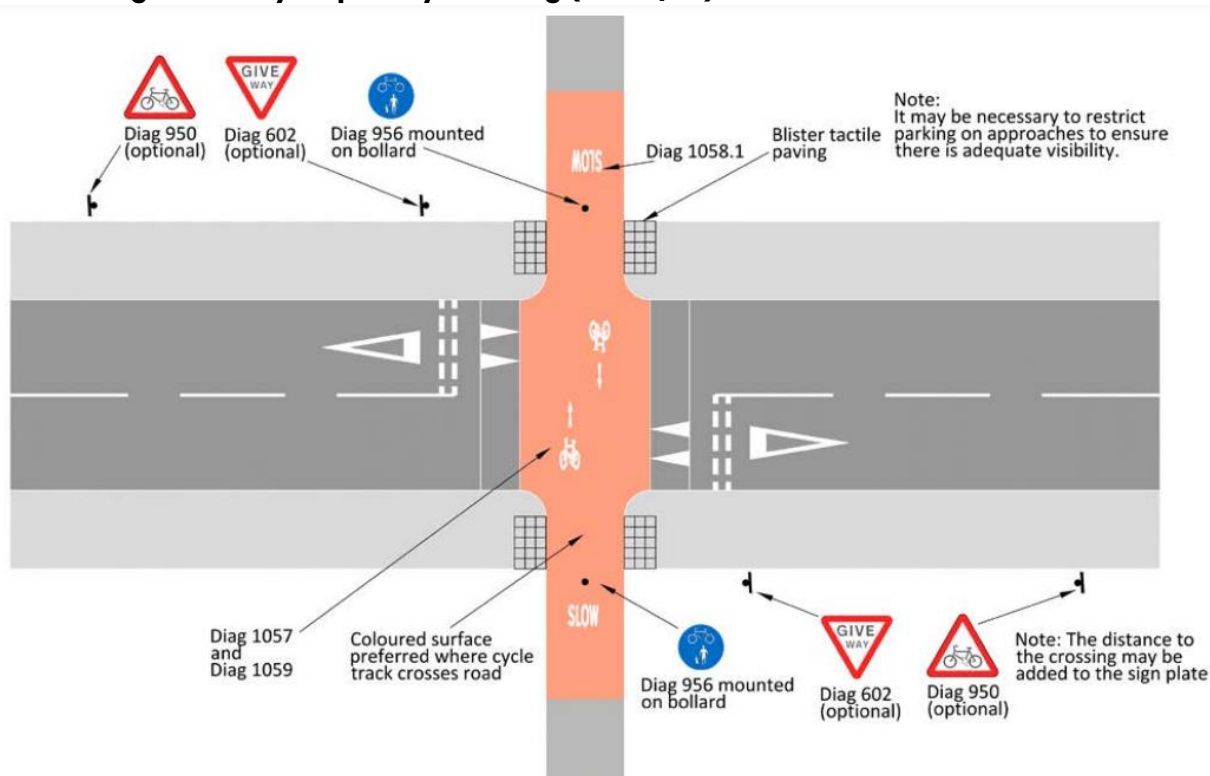 GIVE
WAY
Diag 950
(optional)
Diag 602
(optional)
Diag 956 mounted
on bollard
SLOW
Diag 1058.1
Blister tactile
paving
Note:
It may be necessary to restrict
parking on approaches to ensure
there is adequate visibility.
Diag 1057
and
Diag 1059
Coloured surface
preferred where cycle
track crosses road
SLOW
Diag 956 mounted
on bollard
GIVE
WAY
Diag 602
(optional)
Diag 950
(optional)
Note: The distance to
the crossing may be
added to the sign plate